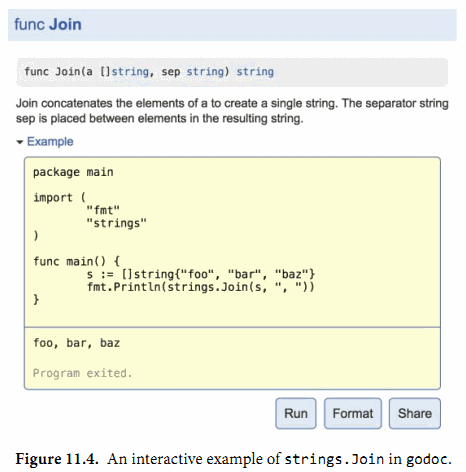 func Join
func Join(a []string, sep string) string
Join concatenates the elements of a to create a single string. The separator string
sep is placed between elements in the resulting string.
Example
package main
import (
"fmt"
"strings"
)
func main() {
s := []string{"foo", "bar", "baz"}
fmt.Println(strings.Join(s, ", "))
}
foo, bar, baz
Program exited.
Run Format Share
Figure 11.4. An interactive example of strings.Join in godoc.